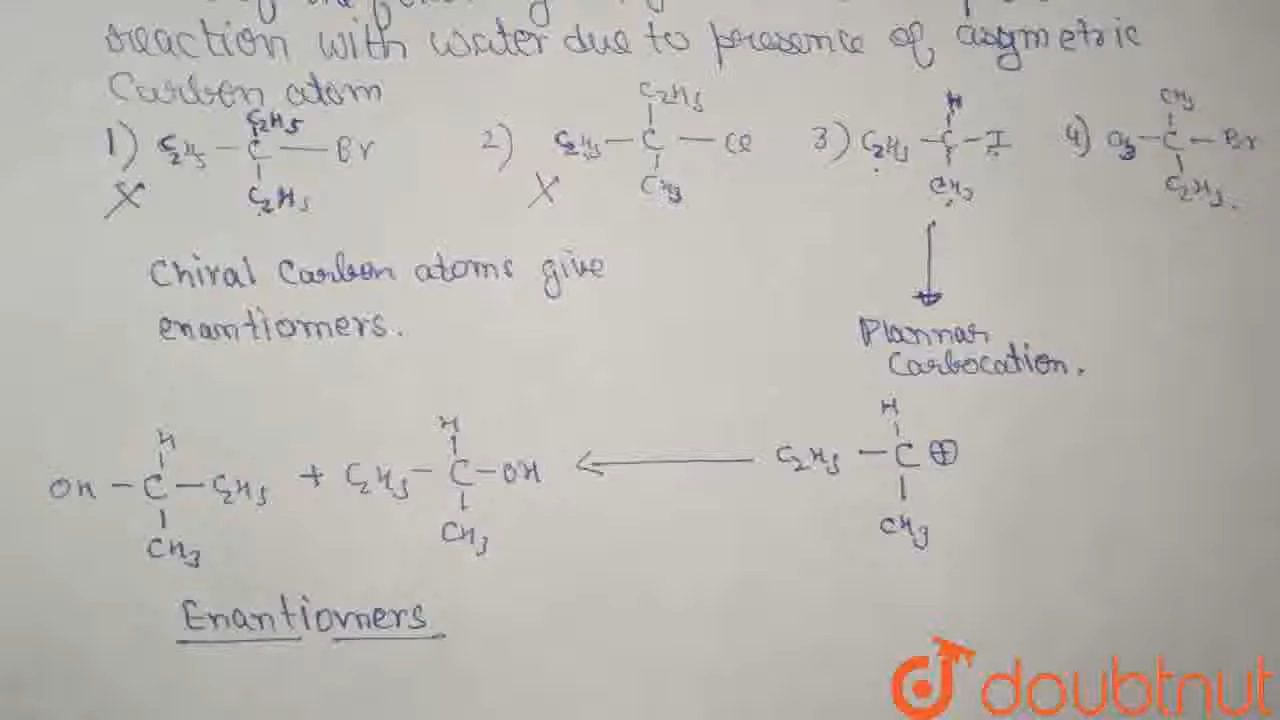 reaction with water due to presence of asymetric
Carbon atom
1) C2H5 – C – Br
C2H5
C2H5
X
2) C2H5 – C – Cl
C2H5
CH3
X
3) C2H5 – C – I
H
CH3
4) CH3 – C – Br
CH3
C2H5.
Chiral Carbon atoms give
enantiomers.
Plannar
Carbocation.
H
C2H5 – C ⊕
CH3
H
OH – C – C2H5
CH3
+
H
C2H5 – C – OH
CH3
Enantiomers
doubtnut